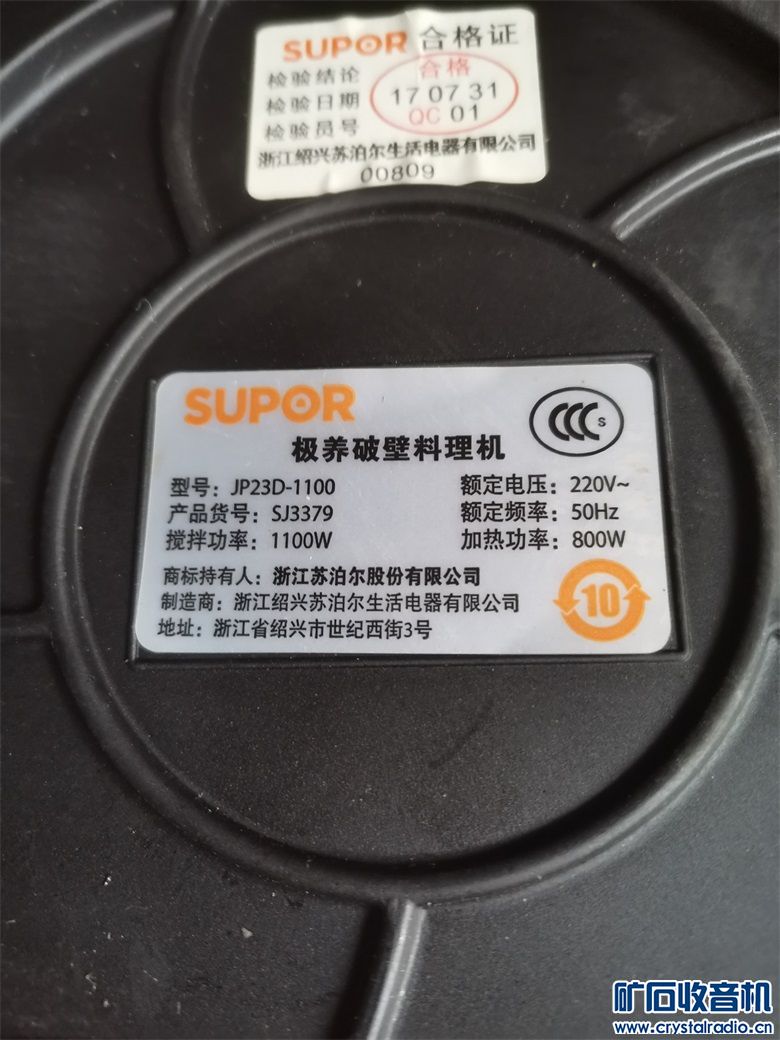 SUPOR 合格证
检验结论 合格
检验日期 17 07 31
检验员号 QC 01
浙江绍兴苏泊尔生活电器有限公司
00809
SUPOR
CCC S
极养破壁料理机
型号：JP23D-1100 额定电压：220V~
产品货号：SJ3379 额定频率：50Hz
搅拌功率：1100W 加热功率：800W
商标持有人：浙江苏泊尔股份有限公司
制造商：浙江绍兴苏泊尔生活电器有限公司
地址：浙江省绍兴市世纪西街3号
10
矿石收音机
www.crystalradio.cn